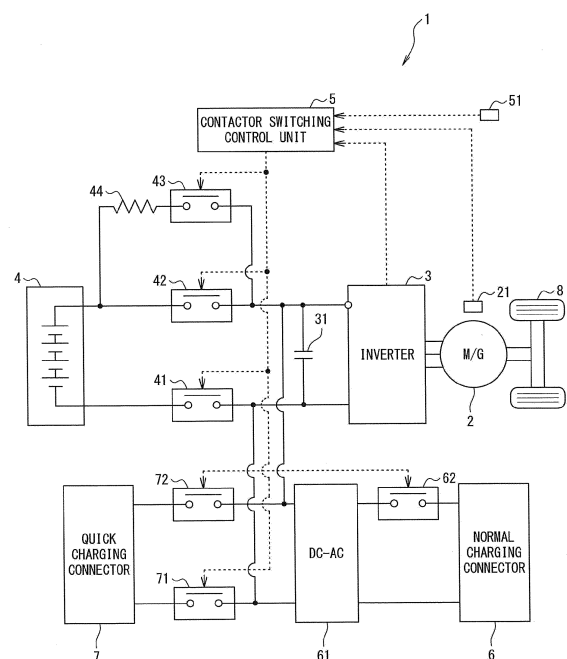 1
5
51
CONTACTOR SWITCHING
CONTROL UNIT
43
44
4
42
3
21
8
31
INVERTER
M/G
41
2
72
62
QUICK
CHARGING
CONNECTOR
DC-AC
NORMAL
CHARGING
CONNECTOR
71
7
61
6